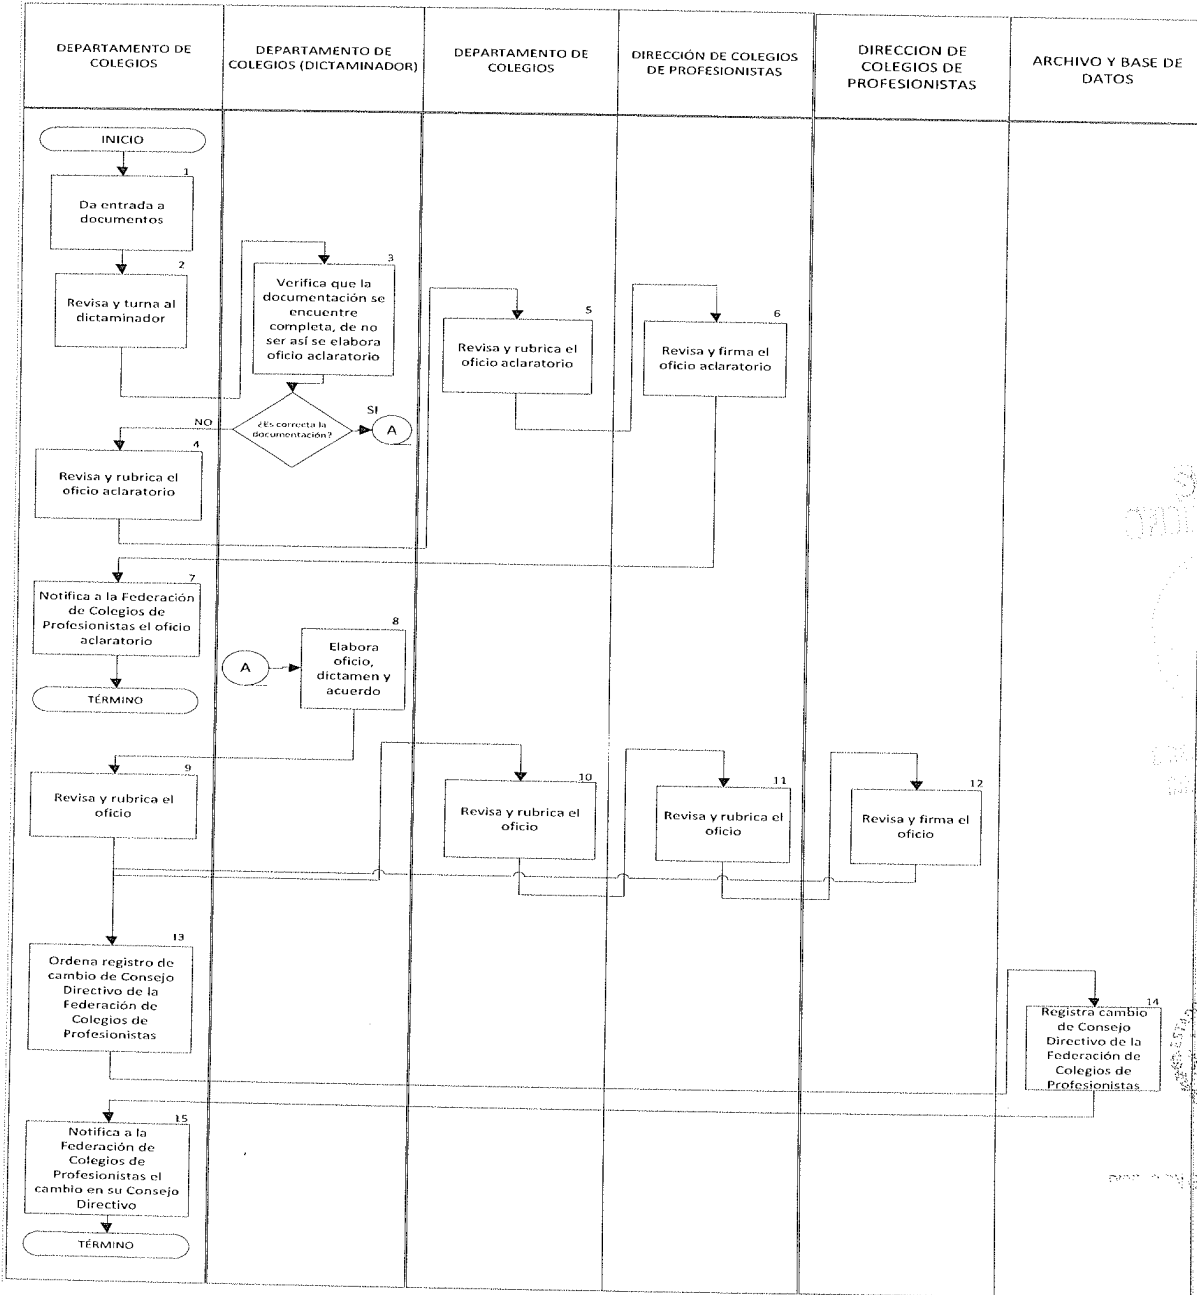 DEPARTAMENTO DE
COLEGIOS
DEPARTAMENTO DE
COLEGIOS (DICTAMINADOR)
DEPARTAMENTO DE
COLEGIOS
DIRECCIÓN DE COLEGIOS
DE PROFESIONISTAS
DIRECCION DE
COLEGIOS DE
PROFESIONISTAS
ARCHIVO Y BASE DE
DATOS
INICIO
1
Da entrada a
documentos
2
Revisa y turna al
dictaminador
3
Verifica que la
documentación se
encuentre
completa, de no
ser así se elabora
oficio aclaratorio
¿Es correcta la
documentación?
SI
A
NO
4
Revisa y rubrica el
oficio aclaratorio
5
Revisa y rubrica el
oficio aclaratorio
6
Revisa y firma el
oficio aclaratorio
7
Notifica a la Federación
de Colegios de
Profesionistas el oficio
aclaratorio
TÉRMINO
A
8
Elabora
oficio,
dictamen y
acuerdo
9
Revisa y rubrica el
oficio
10
Revisa y rubrica el
oficio
11
Revisa y rubrica el
oficio
12
Revisa y firma el
oficio
13
Ordena registro de
cambio de Consejo
Directivo de la
Federación de
Colegios de
Profesionistas
14
Registra cambio
de Consejo
Directivo de la
Federación de
Colegios de
Profesionistas
15
Notifica a la
Federación de
Colegios de
Profesionistas el
cambio en su Consejo
Directivo
TÉRMINO